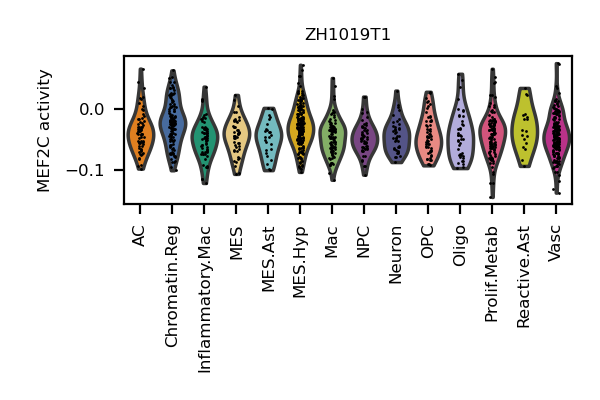 ZH1019T1
MEF2C activity
0.0
−0.1
AC
Chromatin.Reg
Inflammatory.Mac
MES
MES.Ast
MES.Hyp
Mac
NPC
Neuron
OPC
Oligo
Prolif.Metab
Reactive.Ast
Vasc